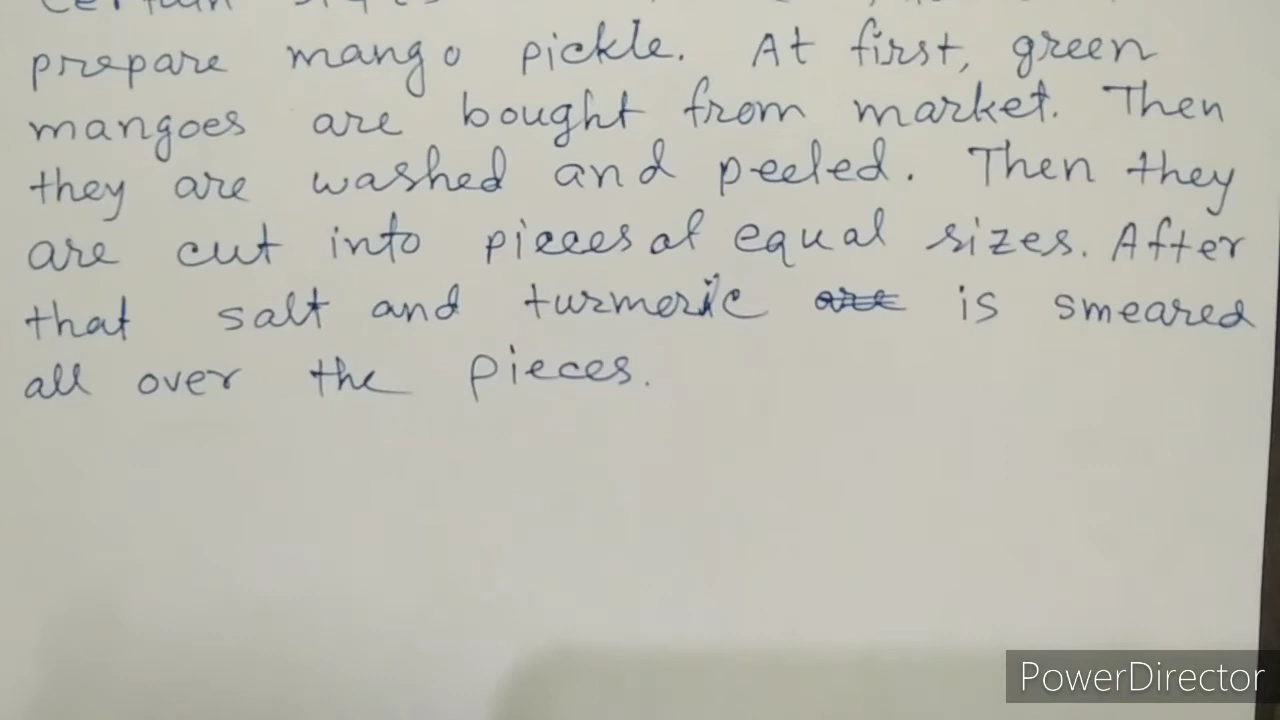 prepare mango pickle. At first, green
mangoes are bought from market. Then
they are washed and peeled. Then they
are cut into pieces of equal sizes. After
that salt and turmeric are is smeared
all over the pieces.
PowerDirector